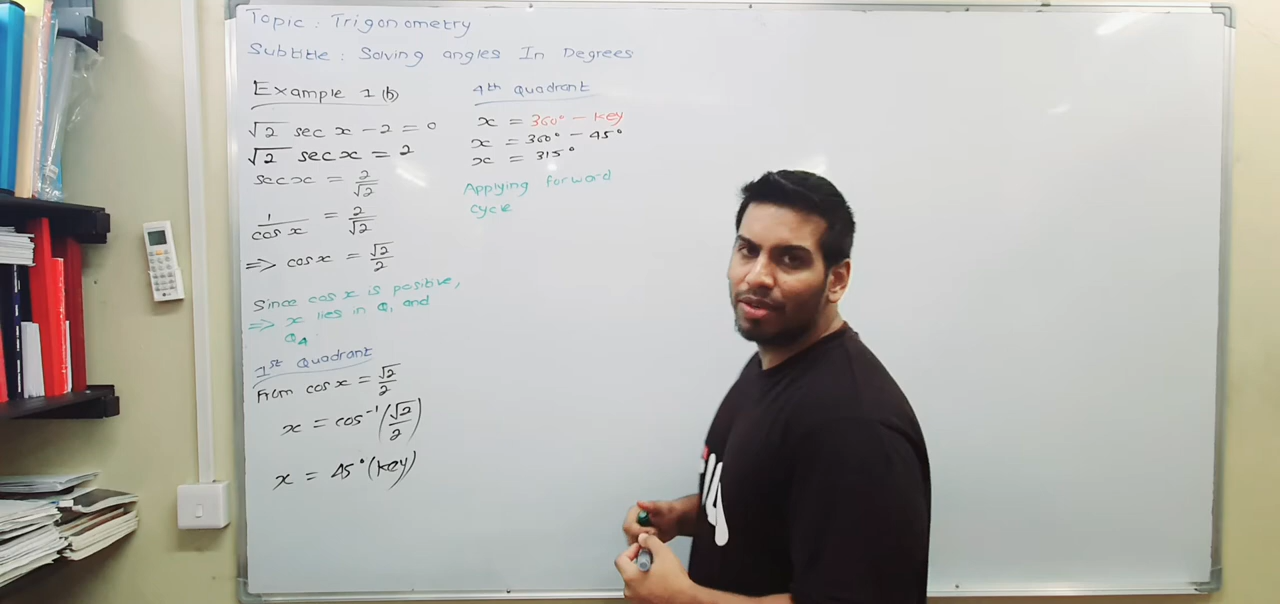 Topic: Trigonometry
Subtitle: Solving angles In Degrees
Example 1(b)
√2 sec x - 2 = 0
√2 sec x = 2
sec x = 2/√2
1/cos x = 2/√2
=> cos x = √2/2
Since cos x is positive,
=> x lies in Q1 and
Q4.
1st Quadrant
From cos x = √2/2
x = cos⁻¹(√2/2)
x = 45° (key)
4th Quadrant
x = 360° - key
x = 360° - 45°
x = 315°
Applying forward
cycle